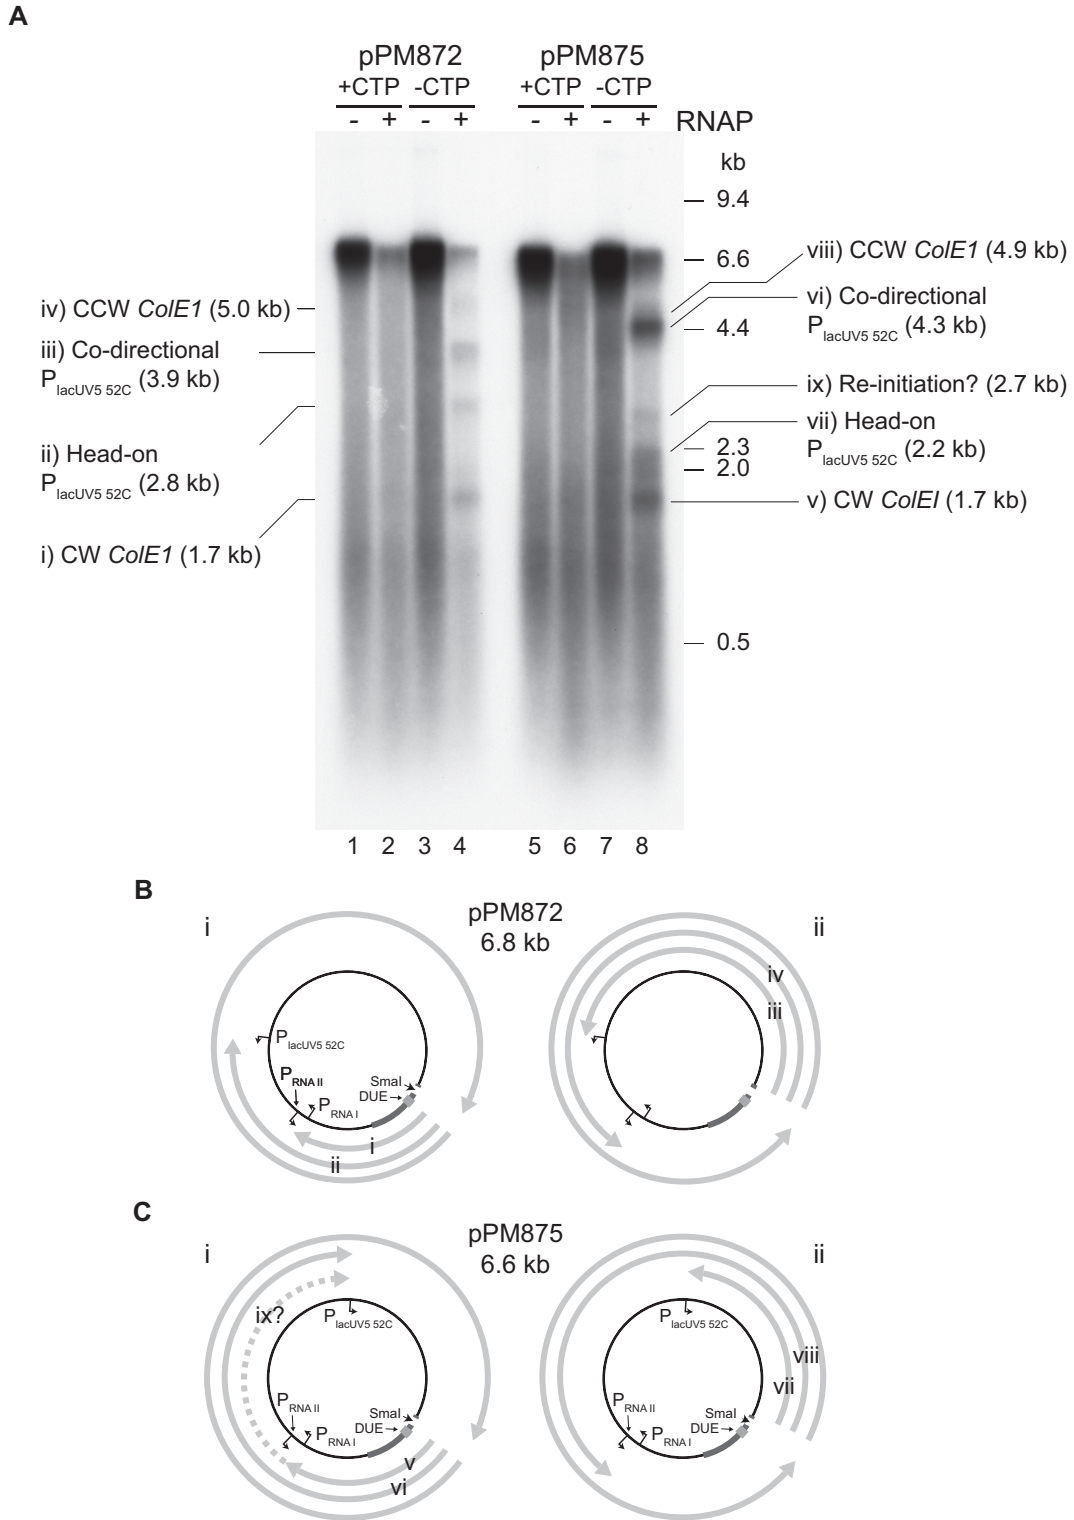 A
pPM872 pPM875
+CTP -CTP +CTP -CTP
- + - + - + - + RNAP
kb
9.4
6.6
4.4
2.3
2.0
0.5
iv) CCW ColE1 (5.0 kb)
iii) Co-directional
PlacUV5 52C (3.9 kb)
ii) Head-on
PlacUV5 52C (2.8 kb)
i) CW ColE1 (1.7 kb)
viii) CCW ColE1 (4.9 kb)
vi) Co-directional
PlacUV5 52C (4.3 kb)
ix) Re-initiation? (2.7 kb)
vii) Head-on
PlacUV5 52C (2.2 kb)
v) CW ColEI (1.7 kb)
1 2 3 4 5 6 7 8
B
i
pPM872
6.8 kb
ii
PlacUV5 52C
PRNA II
PRNA I
SmaI
DUE
i
ii
iv
iii
C
i
pPM875
6.6 kb
ii
ix?
PlacUV5 52C
PRNA II
PRNA I
SmaI
DUE
v
vi
PlacUV5 52C
PRNA II
PRNA I
SmaI
DUE
viii
vii